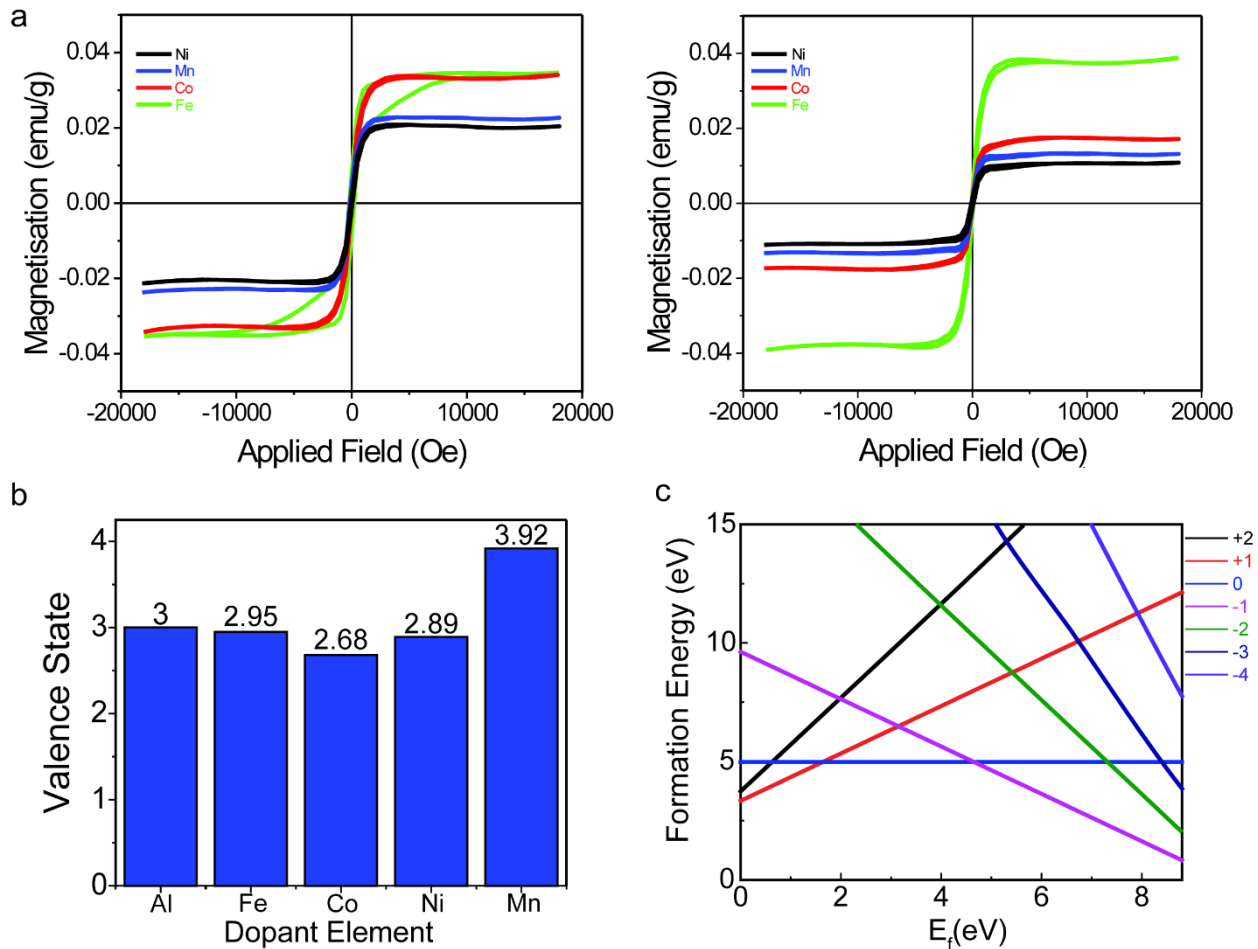 a
0.04
0.02
0.00
-0.02
-0.04
Magnetisation (emu/g)
Ni
Mn
Co
Fe
-20000 -10000 0 10000 20000
Applied Field (Oe)
0.04
0.02
0.00
-0.02
-0.04
Magnetisation (emu/g)
Ni
Mn
Co
Fe
-20000 -10000 0 10000 20000
Applied Field (Oe)
b
4
3
2
1
0
Valence State
3 2.95 2.68 2.89 3.92
Al Fe Co Ni Mn
Dopant Element
c
15
10
5
0
Formation Energy (eV)
+2
+1
0
-1
-2
-3
-4
0 2 4 6 8
E_f(eV)